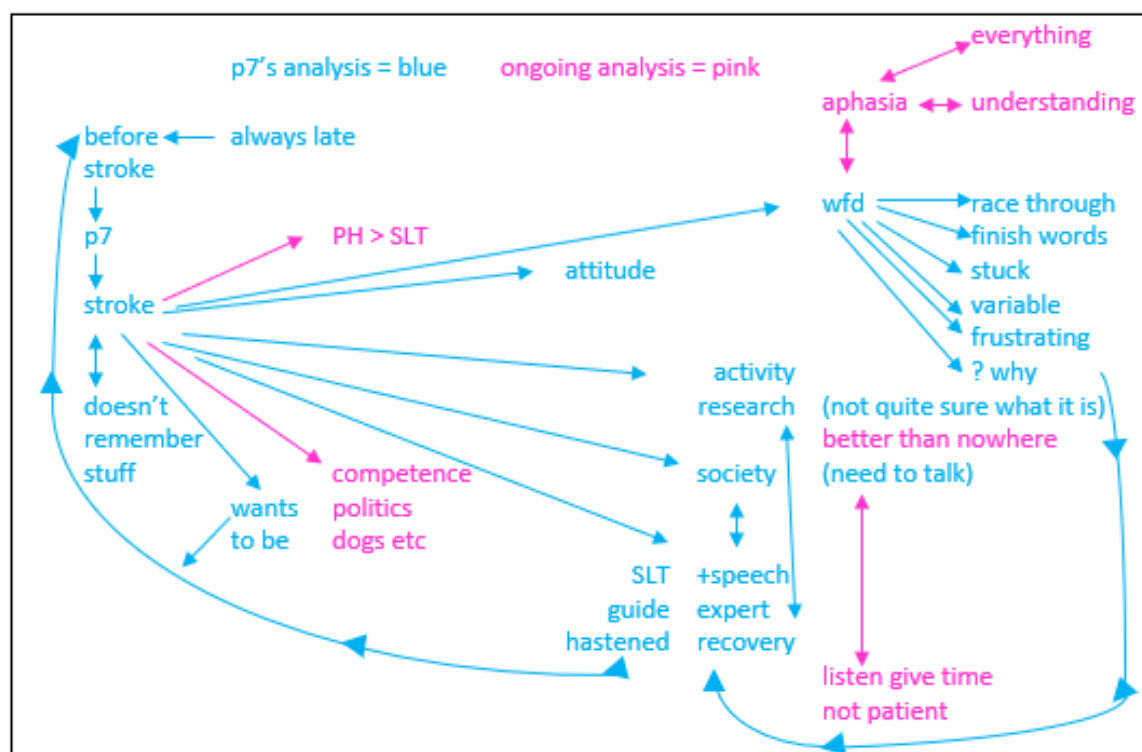 everything
p7's analysis = blue
ongoing analysis = pink
aphasia
understanding
before
stroke
always late
p7
stroke
doesn't
remember
stuff
wants
to be
PH > SLT
competence
politics
dogs etc
attitude
wfd
race through
finish words
stuck
variable
frustrating
? why
activity
research
(not quite sure what it is)
better than nowhere
(need to talk)
society
SLT +speech
guide expert
hastened recovery
listen give time
not patient